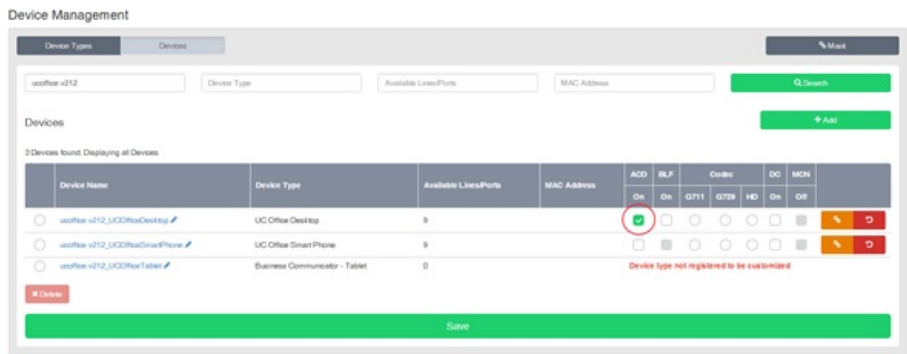 Device Management
Device Types Devices Mask
ucoffice.v212 Device Type Available Lines/Ports MAC Address Search
Devices Add
3 Devices found. Displaying all Devices.
Device Name Device Type Available Lines/Ports MAC Address ACD BLF Codec DC MCN
On On G711 G729 HD On Off
ucoffice.v212_UCOfficeDesktop UC Office Desktop 9
ucoffice.v212_UCOfficeSmartPhone UC Office Smart Phone 9
ucoffice.v212_UCOfficeTablet Business Communicator - Tablet 0 Device type not registered to be customized
Delete
Save